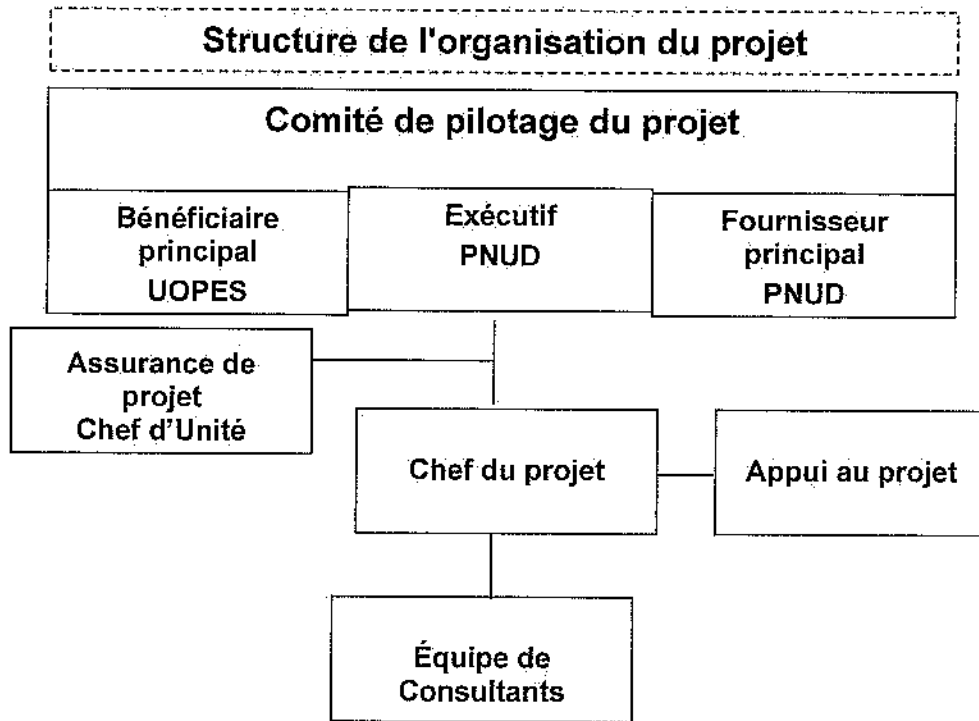 Structure de l'organisation du projet
Comité de pilotage du projet
Bénéficiaire
principal
UOPES
Exécutif
PNUD
Fournisseur
principal
PNUD
Assurance de
projet
Chef d'Unité
Chef du projet
Appui au projet
Équipe de
Consultants